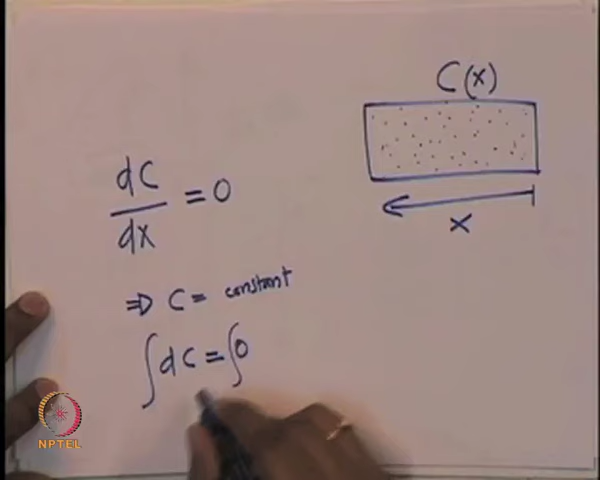 C(x)
x
dC/dx = 0
⇒ C = constant
∫dC = ∫0
NPTEL